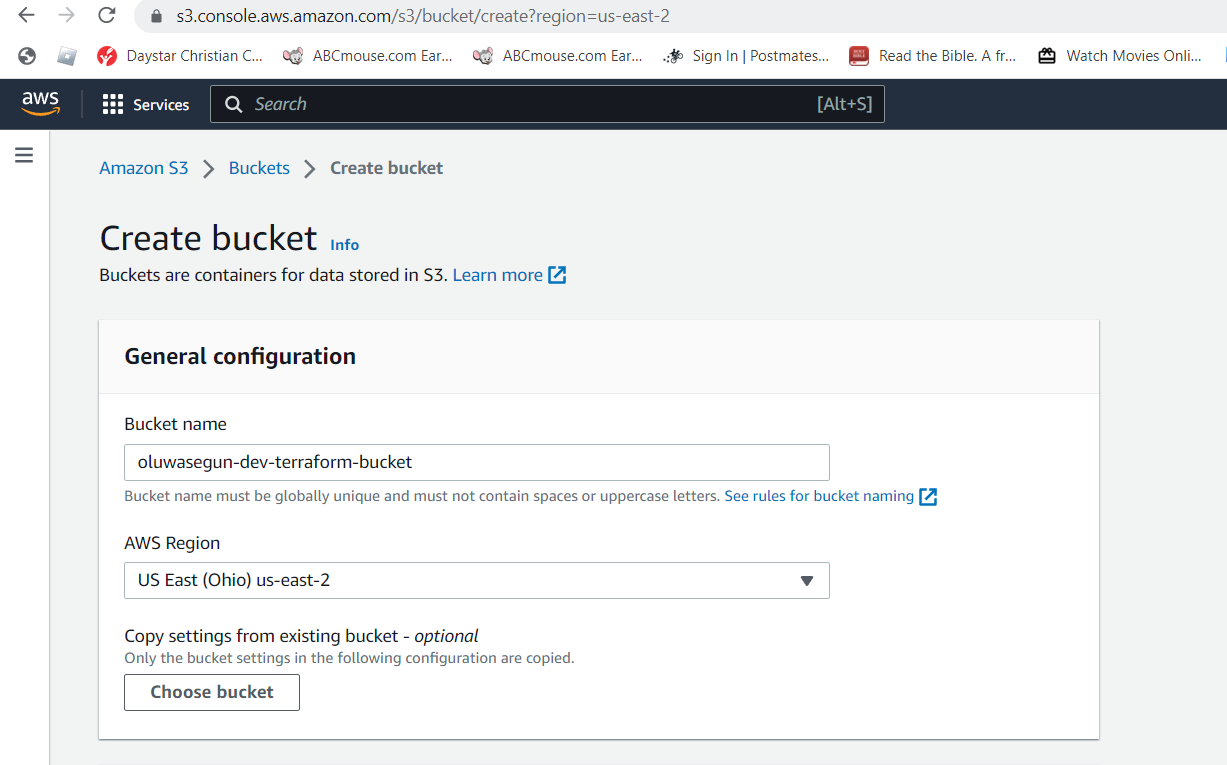 s3.console.aws.amazon.com/s3/bucket/create?region=us-east-2
Daystar Christian C... ABCmouse.com Ear... ABCmouse.com Ear... Sign In | Postmates... Read the Bible. A fr... Watch Movies Onli...
aws Services Search [Alt+S]
Amazon S3 Buckets Create bucket
Create bucket Info
Buckets are containers for data stored in S3. Learn more
General configuration
Bucket name
oluwasegun-dev-terraform-bucket
Bucket name must be globally unique and must not contain spaces or uppercase letters. See rules for bucket naming
AWS Region
US East (Ohio) us-east-2
Copy settings from existing bucket - optional
Only the bucket settings in the following configuration are copied.
Choose bucket